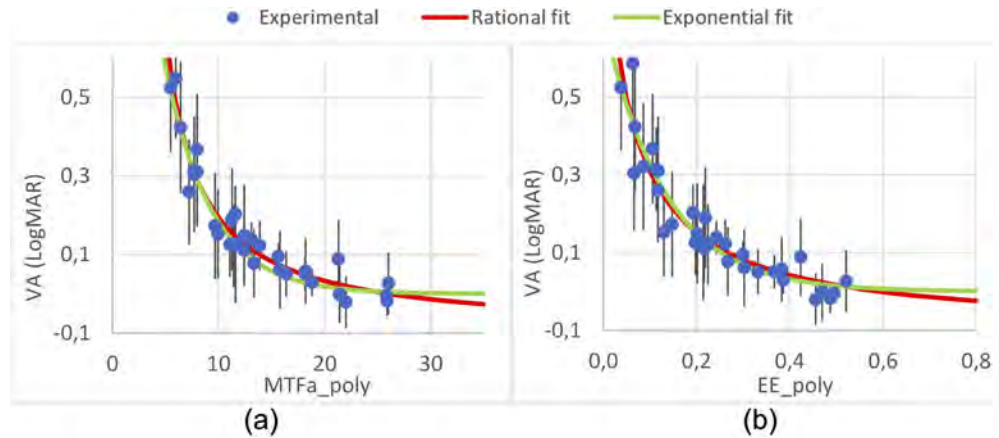 Experimental Rational fit Exponential fit
0,5
0,3
0,1
-0,1
VA (LogMAR)
0 10 20 30
MTFa_poly
(a)
0,5
0,3
0,1
-0,1
VA (LogMAR)
0,0 0,2 0,4 0,6 0,8
EE_poly
(b)